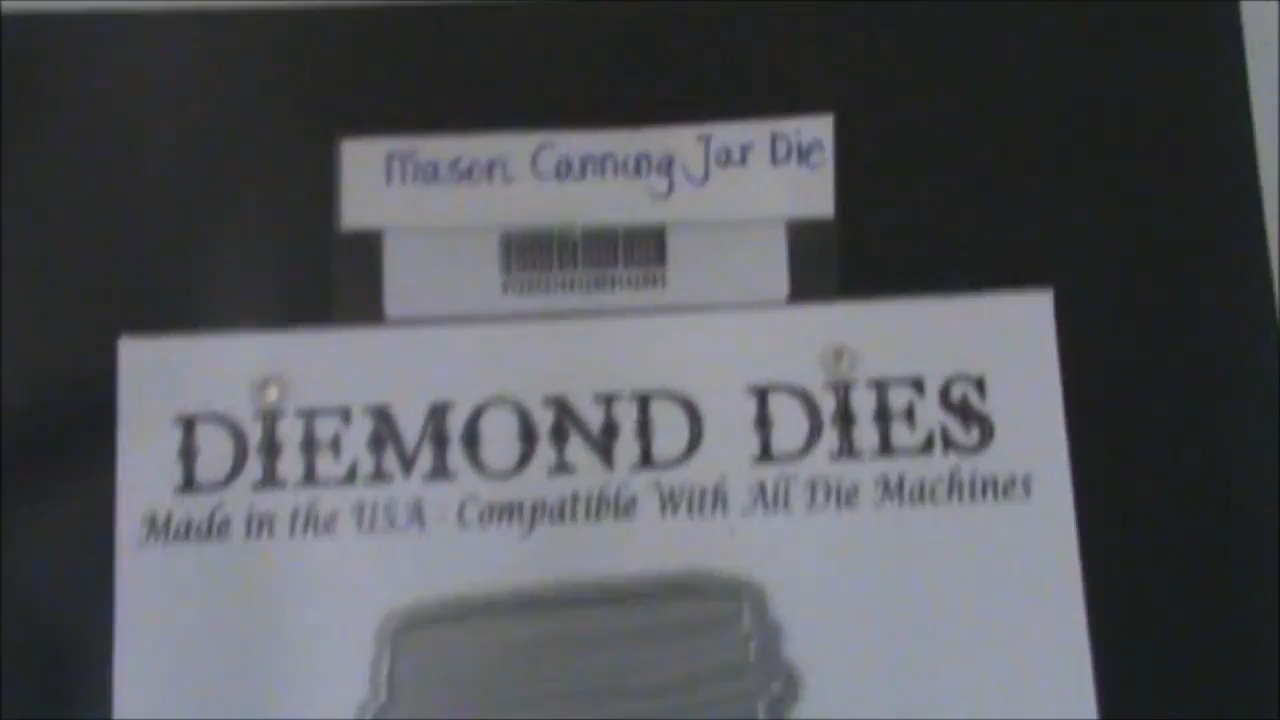 Mason Canning Jar Die
DIEMOND DIES
Made in the USA - Compatible With All Die Machines